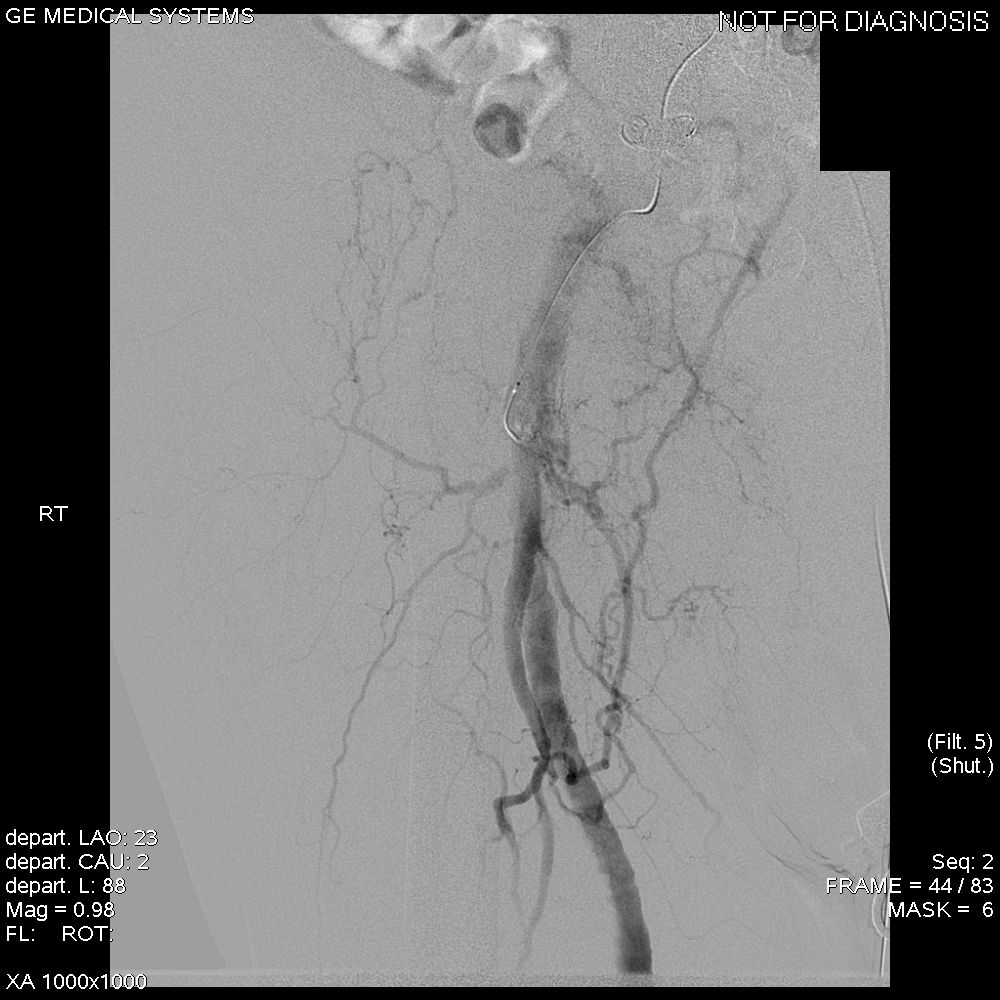 GE MEDICAL SYSTEMS
NOT FOR DIAGNOSIS
RT
(Filt. 5)
(Shut.)
depart. LAO: 23
depart. CAU: 2
depart. L: 88
Mag = 0.98
FL: ROT:
Seq: 2
FRAME = 44 / 83
MASK = 6
XA 1000x1000